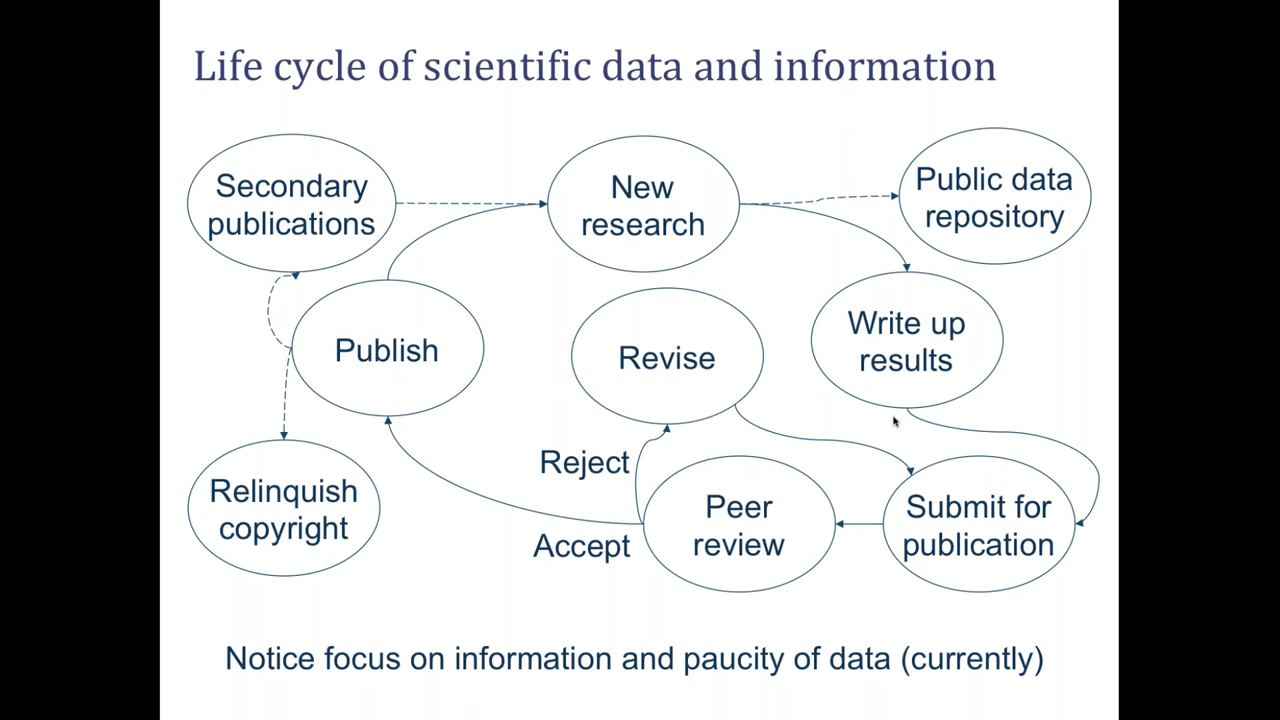 Life cycle of scientific data and information
Secondary
publications
New
research
Public data
repository
Publish
Revise
Write up
results
Reject
Accept
Relinquish
copyright
Peer
review
Submit for
publication
Notice focus on information and paucity of data (currently)